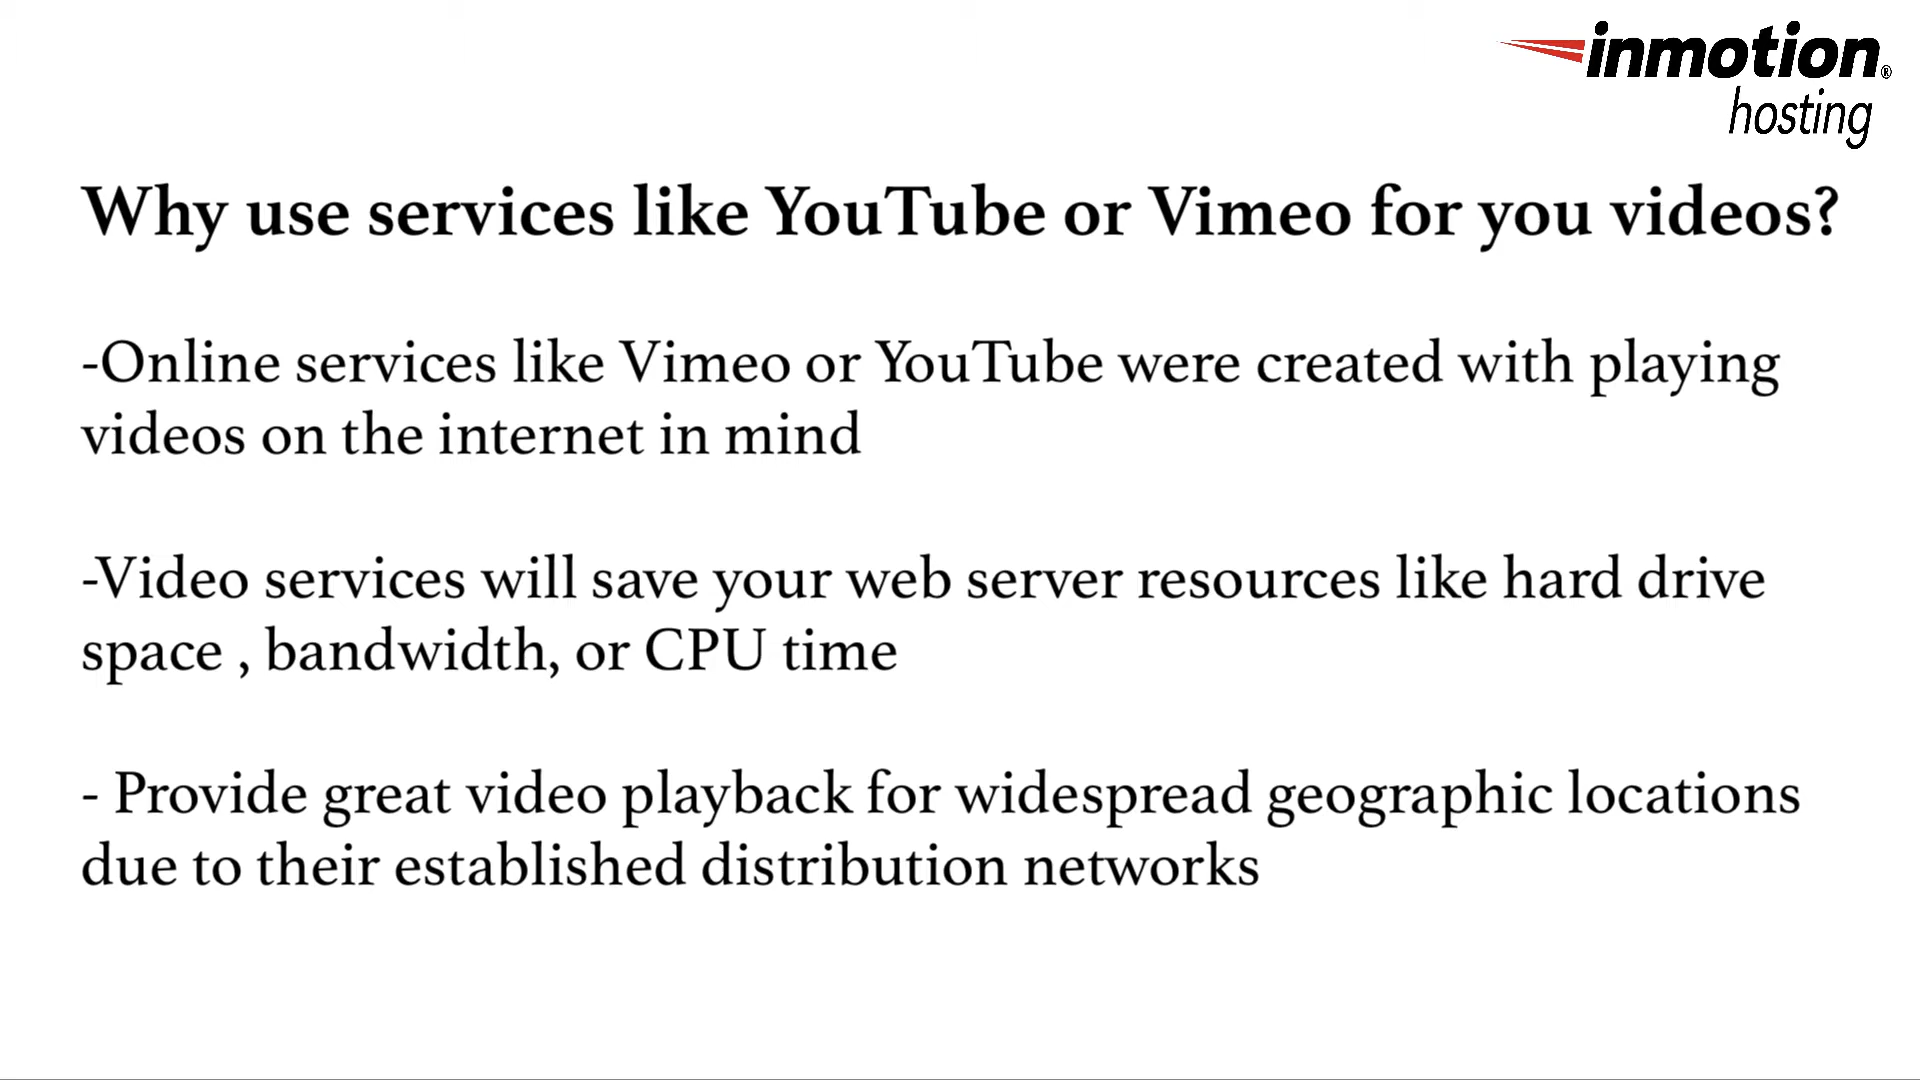 inmotion®
hosting
Why use services like YouTube or Vimeo for you videos?
-Online services like Vimeo or YouTube were created with playing
videos on the internet in mind
-Video services will save your web server resources like hard drive
space , bandwidth, or CPU time
- Provide great video playback for widespread geographic locations
due to their established distribution networks